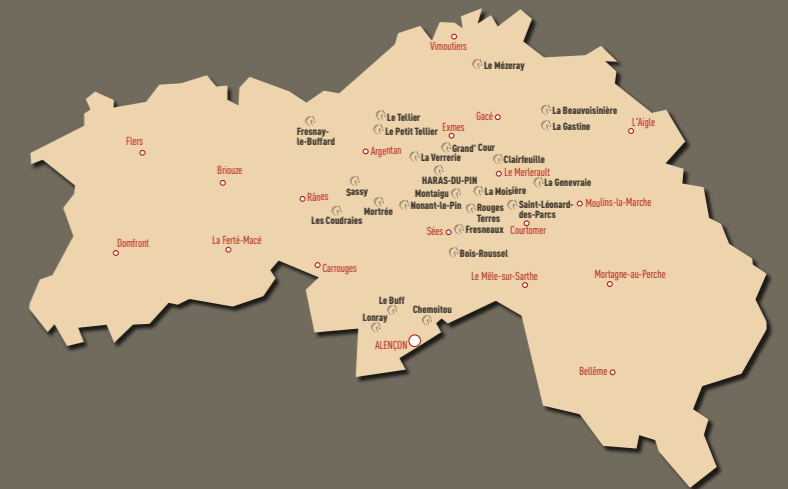 Vimoutiers
Le Mézeray
Le Tellier
Le Petit Tellier
Fresnay-
le-Buffard
Exmes
Gacé
La Beauvoisinière
La Gastine
L'Aigle
Flers
Argentan
Grand' Cour
La Verrerie
Clairfeuille
Briouze
HARAS-DU-PIN
Le Merlerault
La Genevraie
Sassy
Rânes
Montaigu
La Moisière
Mortrée
Nonant-le-Pin
Rouges
Terres
Saint-Léonard-
des-Parcs
Moulins-la-Marche
Les Coudraies
Sées
Fresneaux
Courtomer
Domfront
La Ferté-Macé
Bois-Roussel
Carrouges
Le Mêle-sur-Sarthe
Mortagne-au-Perche
Le Buff
Lonray
Chemoitou
ALENÇON
Bellême